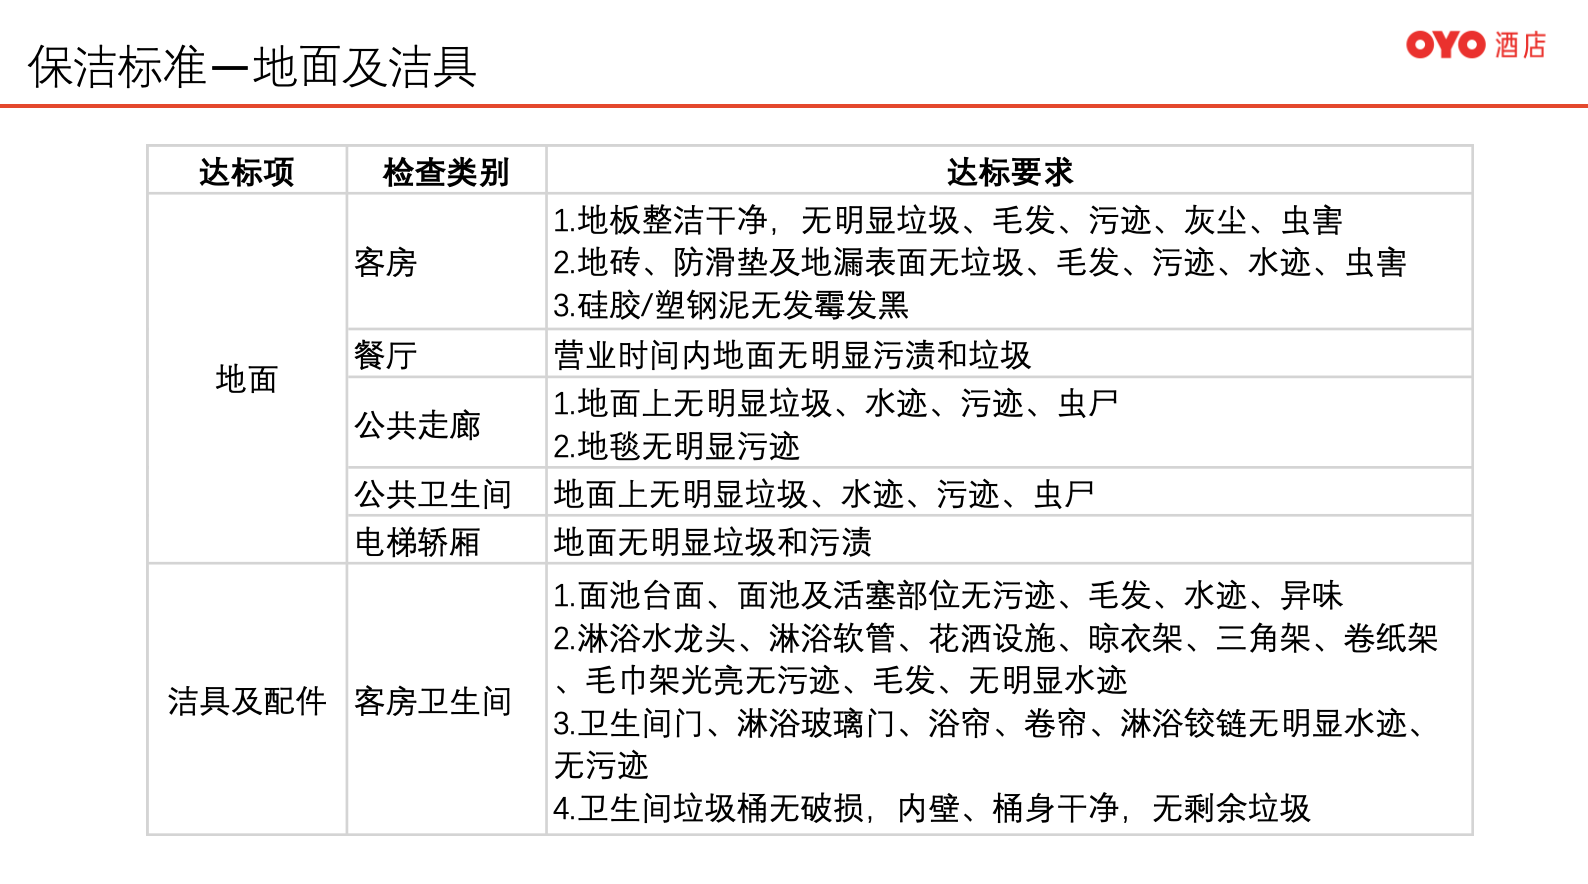 保洁标准—地面及洁具
OYO 酒店
达标项 检查类别 达标要求
地面
客房
1.地板整洁干净，无明显垃圾、毛发、污迹、灰尘、虫害
2.地砖、防滑垫及地漏表面无垃圾、毛发、污迹、水迹、虫害
3.硅胶/塑钢泥无发霉发黑
餐厅
营业时间内地面无明显污渍和垃圾
公共走廊
1.地面上无明显垃圾、水迹、污迹、虫尸
2.地毯无明显污迹
公共卫生间
地面上无明显垃圾、水迹、污迹、虫尸
电梯轿厢
地面无明显垃圾和污渍
洁具及配件
客房卫生间
1.面池台面、面池及活塞部位无污迹、毛发、水迹、异味
2.淋浴水龙头、淋浴软管、花洒设施、晾衣架、三角架、卷纸架
、毛巾架光亮无污迹、毛发、无明显水迹
3.卫生间门、淋浴玻璃门、浴帘、卷帘、淋浴铰链无明显水迹、
无污迹
4.卫生间垃圾桶无破损，内壁、桶身干净，无剩余垃圾